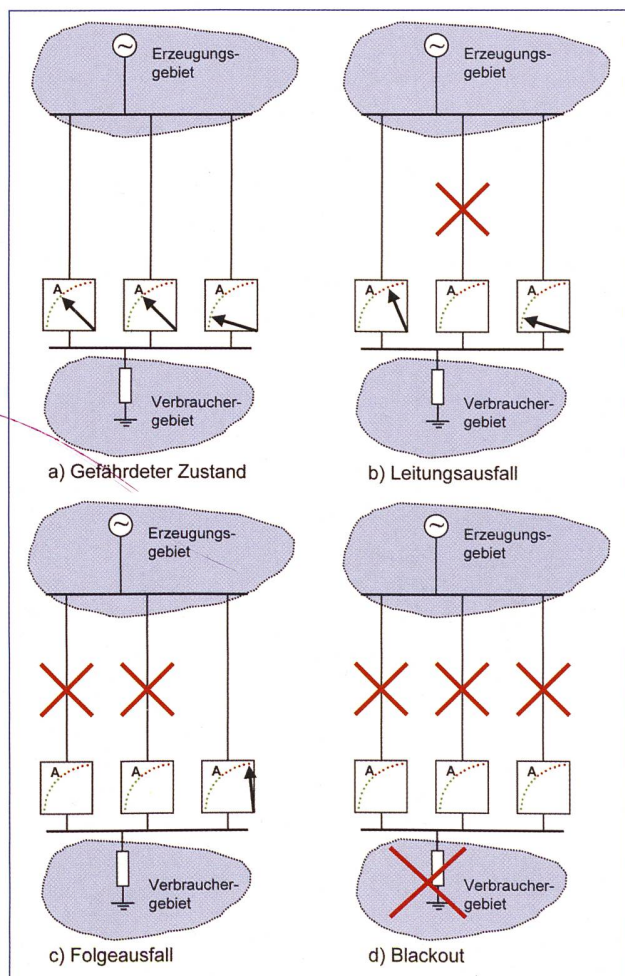 Erzeugungs-
gebiet
A
A
A
Verbraucher-
gebiet
a) Gefährdeter Zustand
Erzeugungs-
gebiet
A
A
A
Verbraucher-
gebiet
b) Leitungsausfall
Erzeugungs-
gebiet
A
A
A
Verbraucher-
gebiet
c) Folgeausfall
Erzeugungs-
gebiet
A
A
A
Verbraucher-
gebiet
d) Blackout